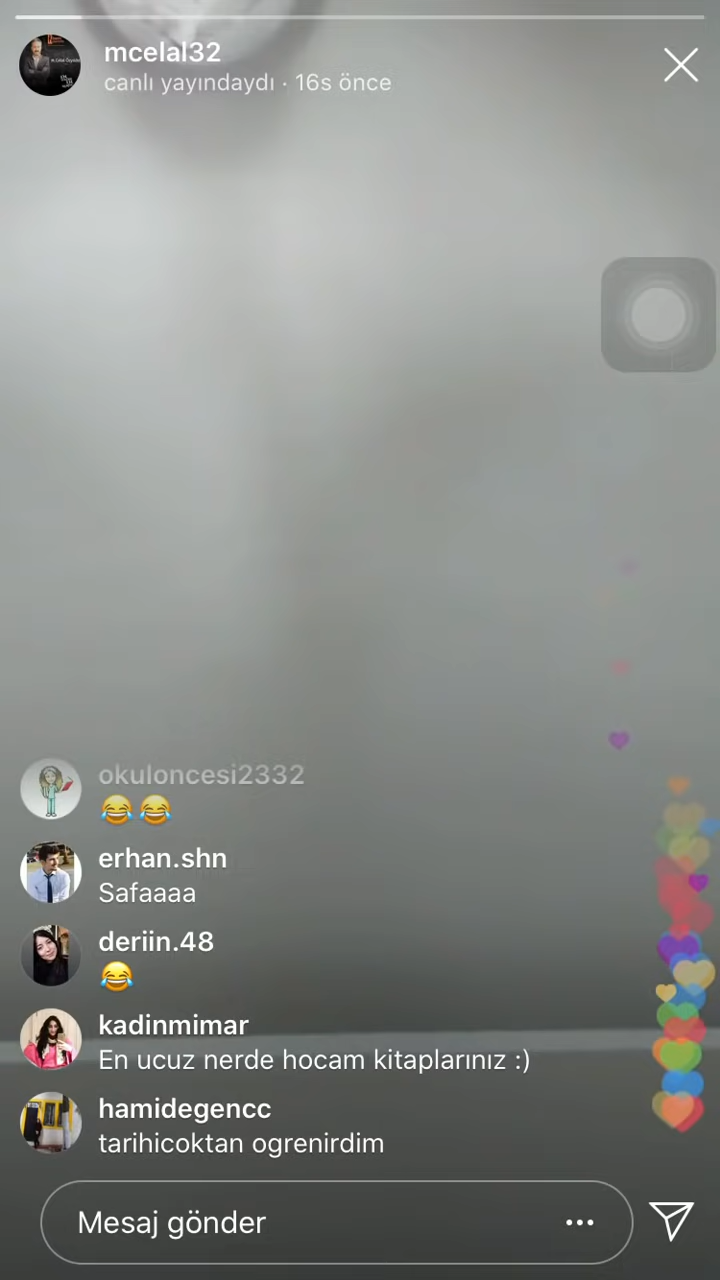 mcelal32
canlı yayındaydı · 16s önce
okuloncesi2332
😂😂
erhan.shn
Safaaaa
deriin.48
😂
kadinmimar
En ucuz nerde hocam kitaplarınız :)
hamidegencc
tarihicoktan ogrenirdim
Mesaj gönder